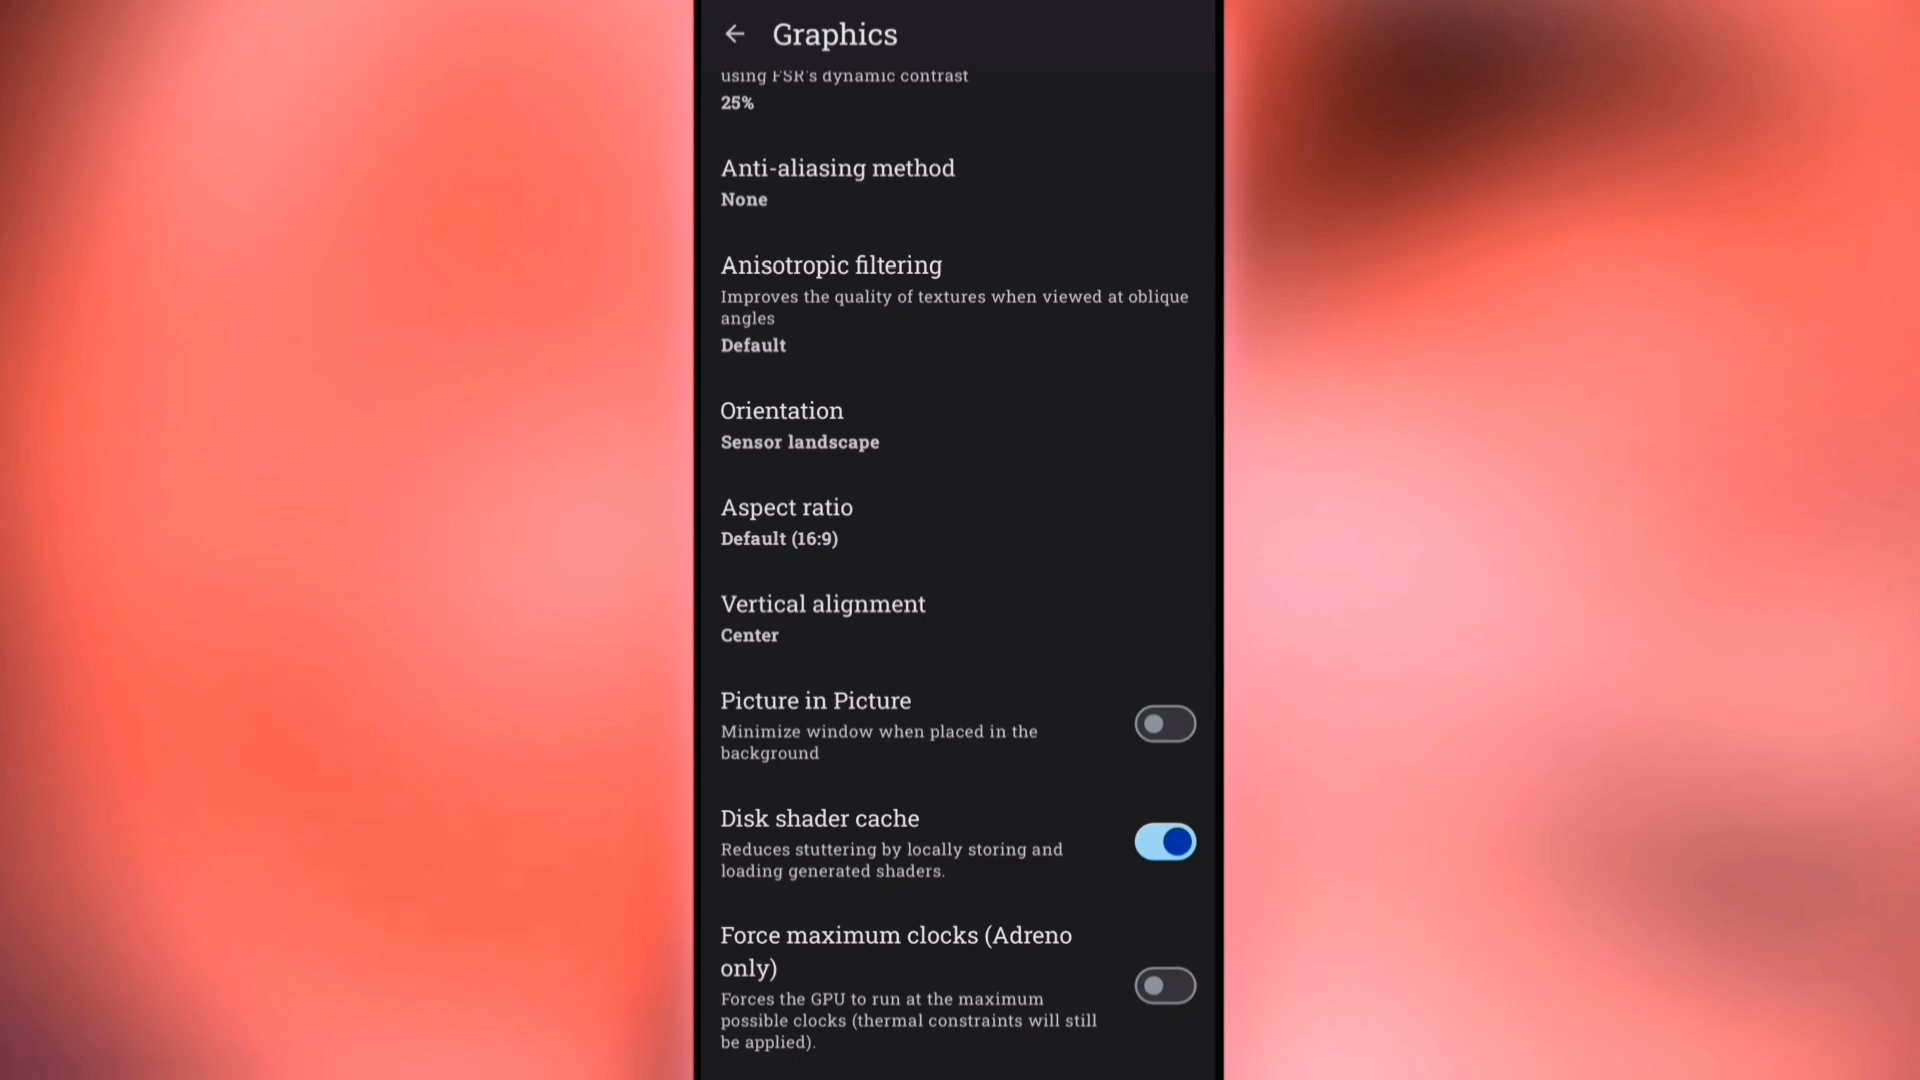 Graphics
using FSR's dynamic contrast
25%
Anti-aliasing method
None
Anisotropic filtering
Improves the quality of textures when viewed at oblique
angles
Default
Orientation
Sensor landscape
Aspect ratio
Default (16:9)
Vertical alignment
Center
Picture in Picture
Minimize window when placed in the
background
Disk shader cache
Reduces stuttering by locally storing and
loading generated shaders.
Force maximum clocks (Adreno
only)
Forces the GPU to run at the maximum
possible clocks (thermal constraints will still
be applied).